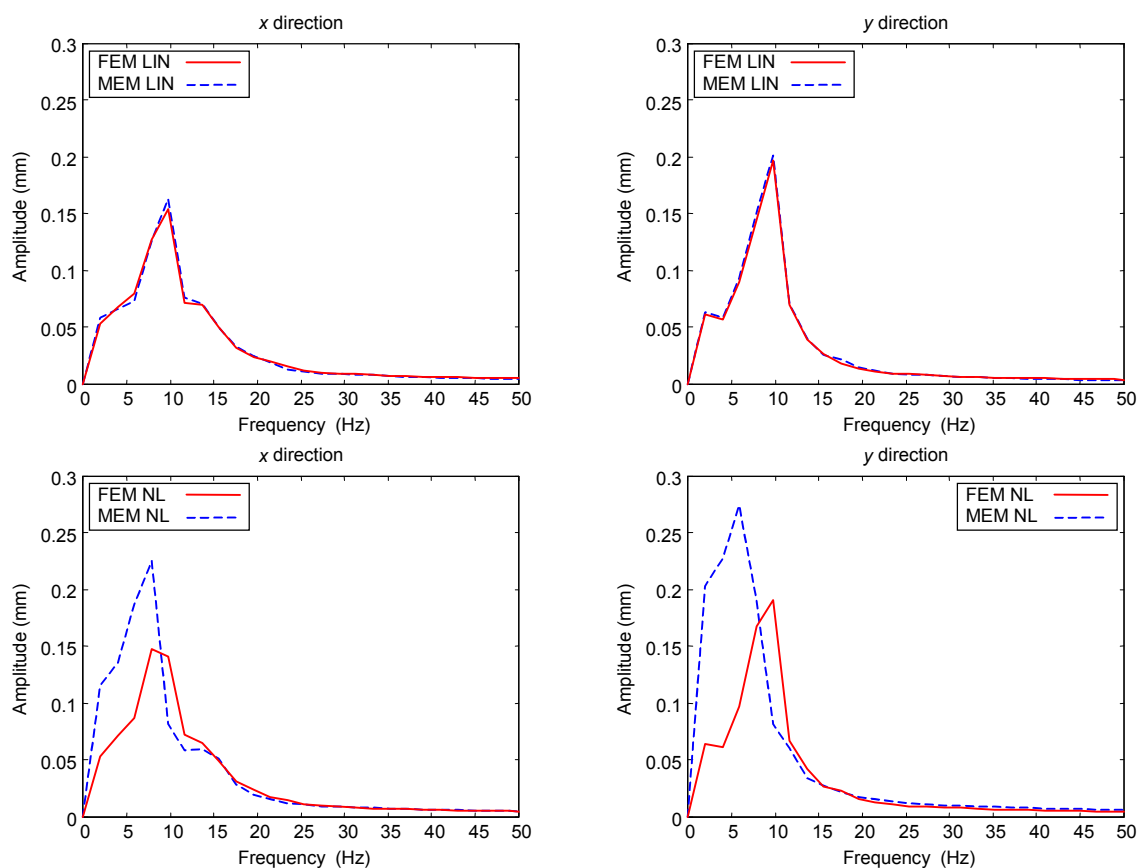 x direction
0.3
0.25
0.2
0.15
0.1
0.05
0
FEM LIN
MEM LIN
Amplitude (mm)
0 5 10 15 20 25 30 35 40 45 50
Frequency (Hz)
y direction
0.3
0.25
0.2
0.15
0.1
0.05
0
FEM LIN
MEM LIN
Amplitude (mm)
0 5 10 15 20 25 30 35 40 45 50
Frequency (Hz)
x direction
0.3
0.25
0.2
0.15
0.1
0.05
0
FEM NL
MEM NL
Amplitude (mm)
0 5 10 15 20 25 30 35 40 45 50
Frequency (Hz)
y direction
0.3
0.25
0.2
0.15
0.1
0.05
0
FEM NL
MEM NL
Amplitude (mm)
0 5 10 15 20 25 30 35 40 45 50
Frequency (Hz)